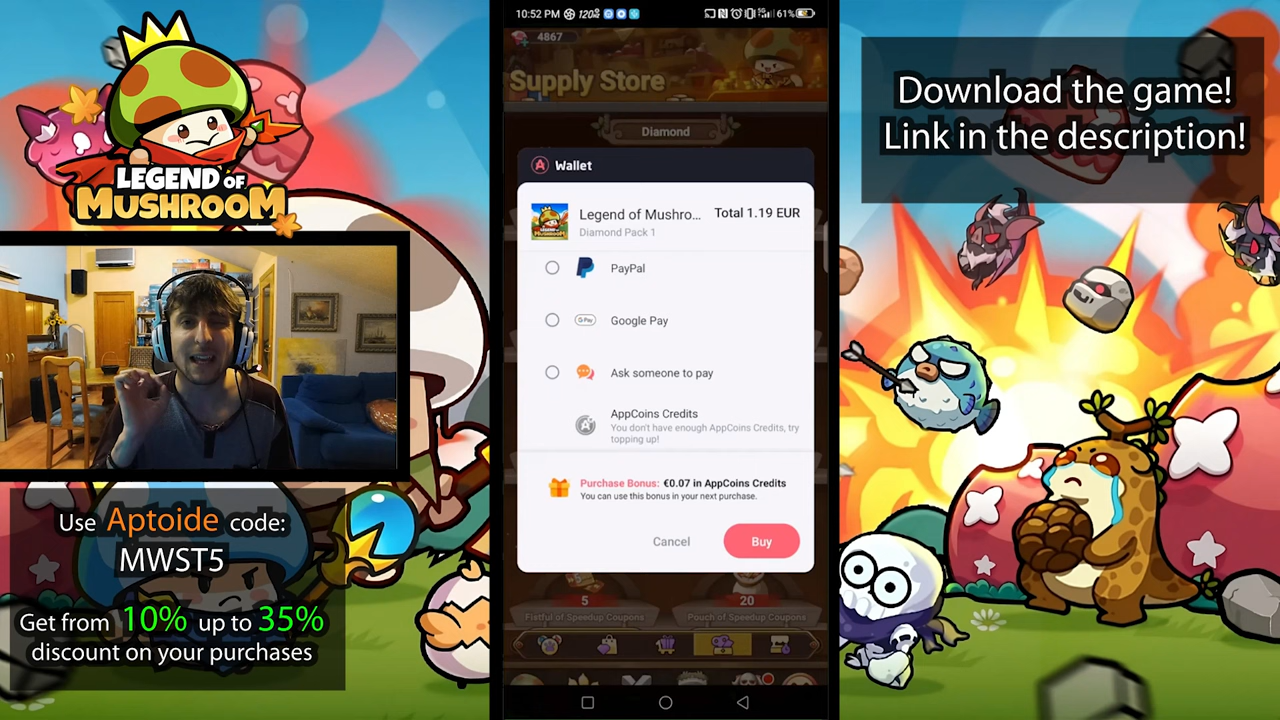 LEGEND OF
MUSHROOM
Use Aptoide code:
MWST5
Get from 10% up to 35%
discount on your purchases
10:52 PM
61%
4867
Supply Store
Diamond
Wallet
Legend of Mushro...
Total 1.19 EUR
Diamond Pack 1
PayPal
G Pay
Google Pay
Ask someone to pay
AppCoins Credits
You don't have enough AppCoins Credits, try
topping up!
Purchase Bonus: €0.07 in AppCoins Credits
You can use this bonus in your next purchase.
Cancel
Buy
5
20
Fistful of Speedup Coupons
Pouch of Speedup Coupons
Download the game!
Link in the description!